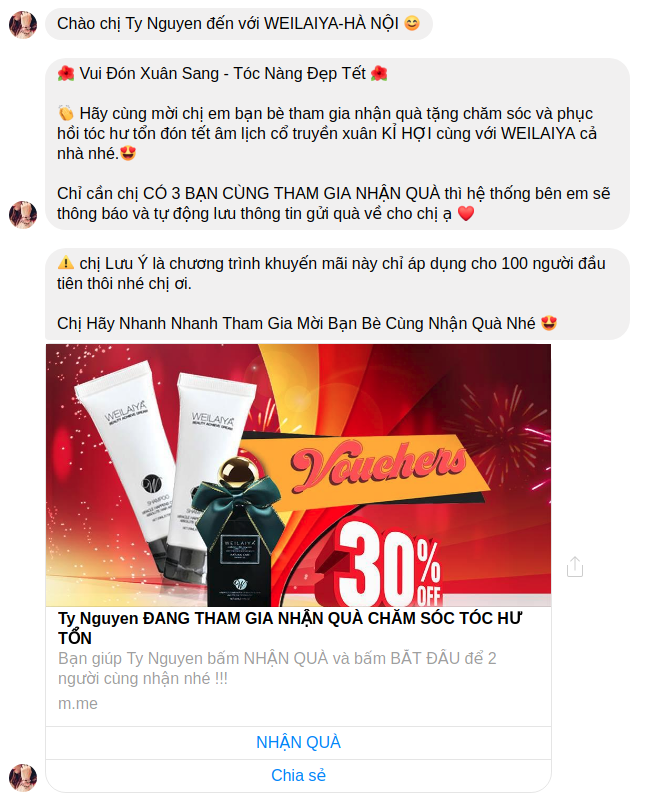 Chào chị Ty Nguyen đến với WEILAIYA-HÀ NỘI 😊
🌺 Vui Đón Xuân Sang - Tóc Nàng Đẹp Tết 🌺
👏 Hãy cùng mời chị em bạn bè tham gia nhận quà tặng chăm sóc và phục
hồi tóc hư tổn đón tết âm lịch cổ truyền xuân KỈ HỢI cùng với WEILAIYA cả
nhà nhé.😍
Chỉ cần chị CÓ 3 BẠN CÙNG THAM GIA NHẬN QUÀ thì hệ thống bên em sẽ
thông báo và tự động lưu thông tin gửi quà về cho chị ạ ❤️
⚠️ chị Lưu Ý là chương trình khuyến mãi này chỉ áp dụng cho 100 người đầu
tiên thôi nhé chị ơi.
Chị Hãy Nhanh Nhanh Tham Gia Mời Bạn Bè Cùng Nhận Quà Nhé 😍
WEILAIYA
WEILAIYA
SHAMPOO
WEILAIYA
Vouchers
30%
OFF
Ty Nguyen ĐANG THAM GIA NHẬN QUÀ CHĂM SÓC TÓC HƯ
TỔN
Bạn giúp Ty Nguyen bấm NHẬN QUÀ và bấm BẮT ĐẦU để 2
người cùng nhận nhé !!!
m.me
NHẬN QUÀ
Chia sẻ